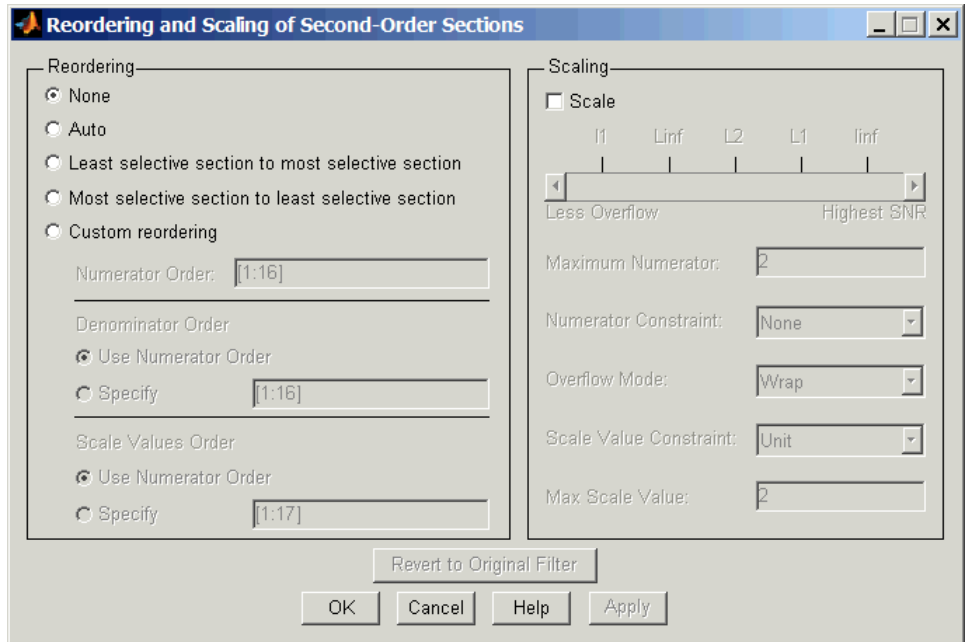 Reordering and Scaling of Second-Order Sections
Reordering
None
Auto
Least selective section to most selective section
Most selective section to least selective section
Custom reordering
Numerator Order: [1:16]
Denominator Order
Use Numerator Order
Specify [1:16]
Scale Values Order
Use Numerator Order
Specify [1:17]
Scaling
Scale
l1 Linf L2 L1 linf
Less Overflow Highest SNR
Maximum Numerator: 2
Numerator Constraint: None
Overflow Mode: Wrap
Scale Value Constraint: Unit
Max Scale Value: 2
Revert to Original Filter
OK Cancel Help Apply